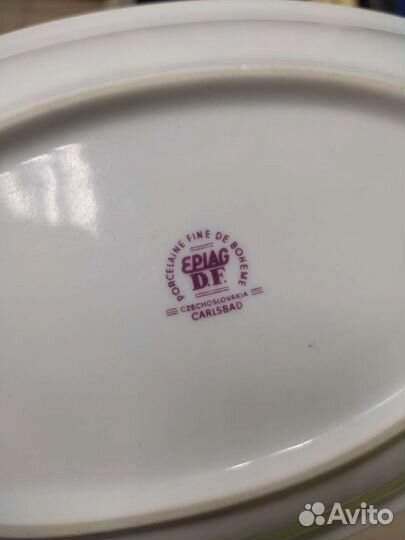 PORCELAINE FINE DE BOHEME
EPIAG
D.F.
CZECHOSLOVAKIA
CARLSBAD
Avito